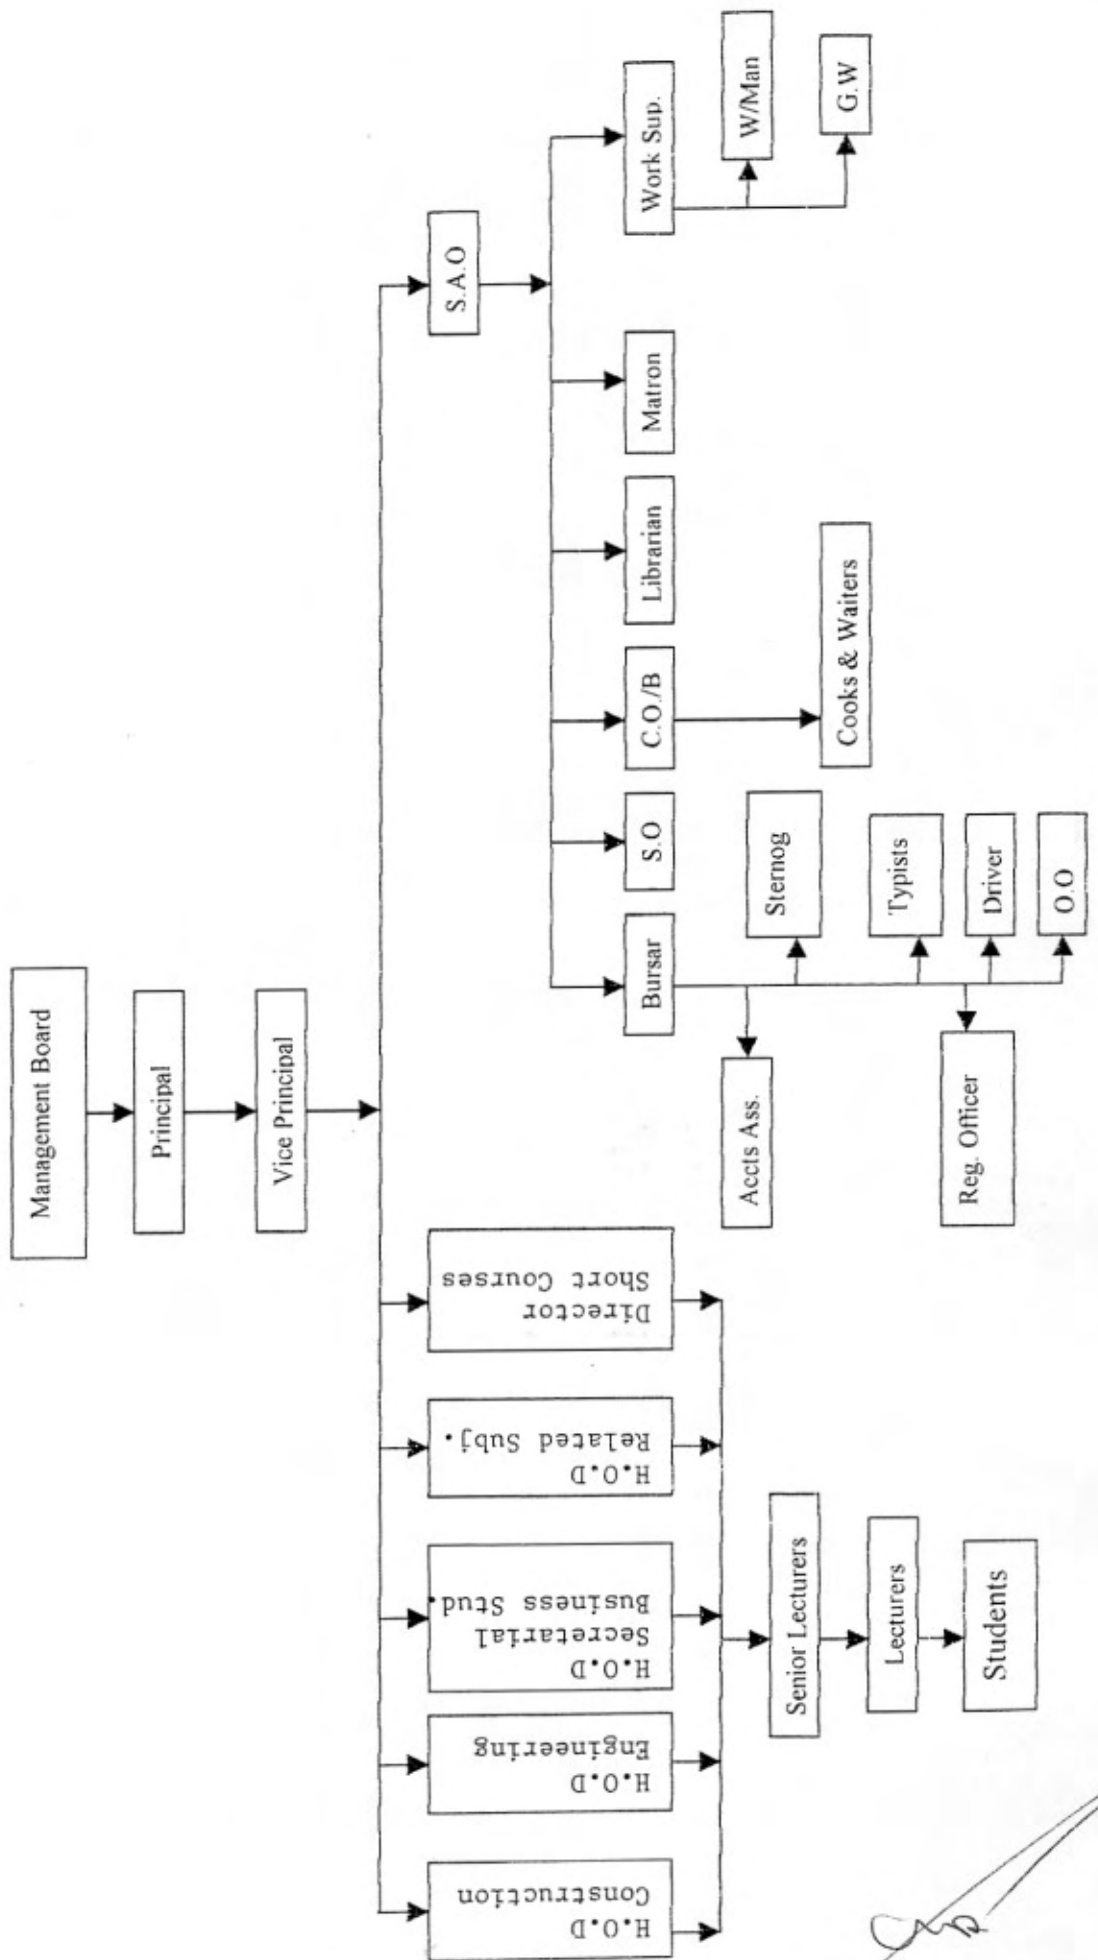 Management Board
Principal
Vice Principal
H.O.D
Construction
H.O.D
Engineering
H.O.D
Secretarial
Business Stud.
H.O.D
Related Subj.
Director
Short Courses
S.A.O
Bursar
S.O
C.O./B
Librarian
Matron
Work Sup.
Senior Lecturers
Lecturers
Students
Accts Ass.
Sternog
Typists
Reg. Officer
Driver
O.O
Cooks & Waiters
W/Man
G.W